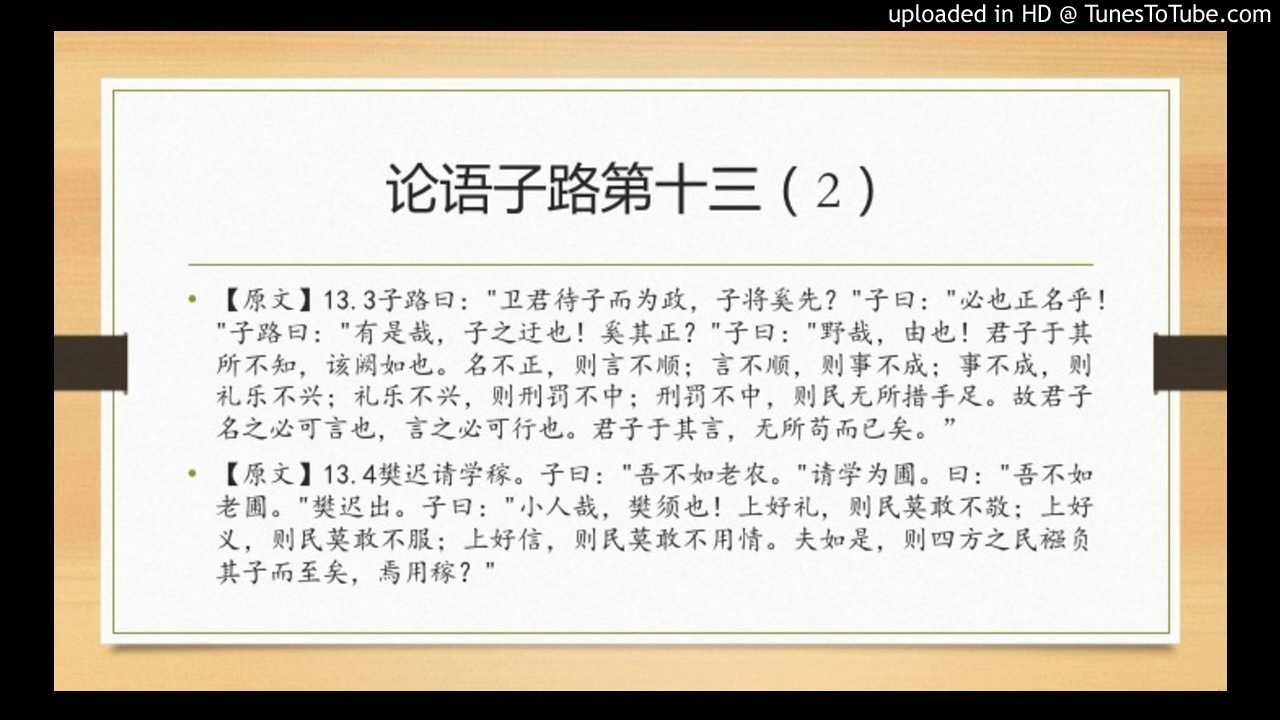 uploaded in HD @ TunesToTube.com
论语子路第十三（2）
• 【原文】13.3子路曰："卫君待子而为政，子将奚先？"子曰："必也正名乎！
"子路曰："有是哉，子之迂也！奚其正？"子曰："野哉，由也！君子于其
所不知，该阙如也。名不正，则言不顺；言不顺，则事不成；事不成，则
礼乐不兴；礼乐不兴，则刑罚不中；刑罚不中，则民无所措手足。故君子
名之必可言也，言之必可行也。君子于其言，无所苟而已矣。”
• 【原文】13.4樊迟请学稼。子曰："吾不如老农。"请学为圃。曰："吾不如
老圃。"樊迟出。子曰："小人哉，樊须也！上好礼，则民莫敢不敬；上好
义，则民莫敢不服；上好信，则民莫敢不用情。夫如是，则四方之民襁负
其子而至矣，焉用稼？"